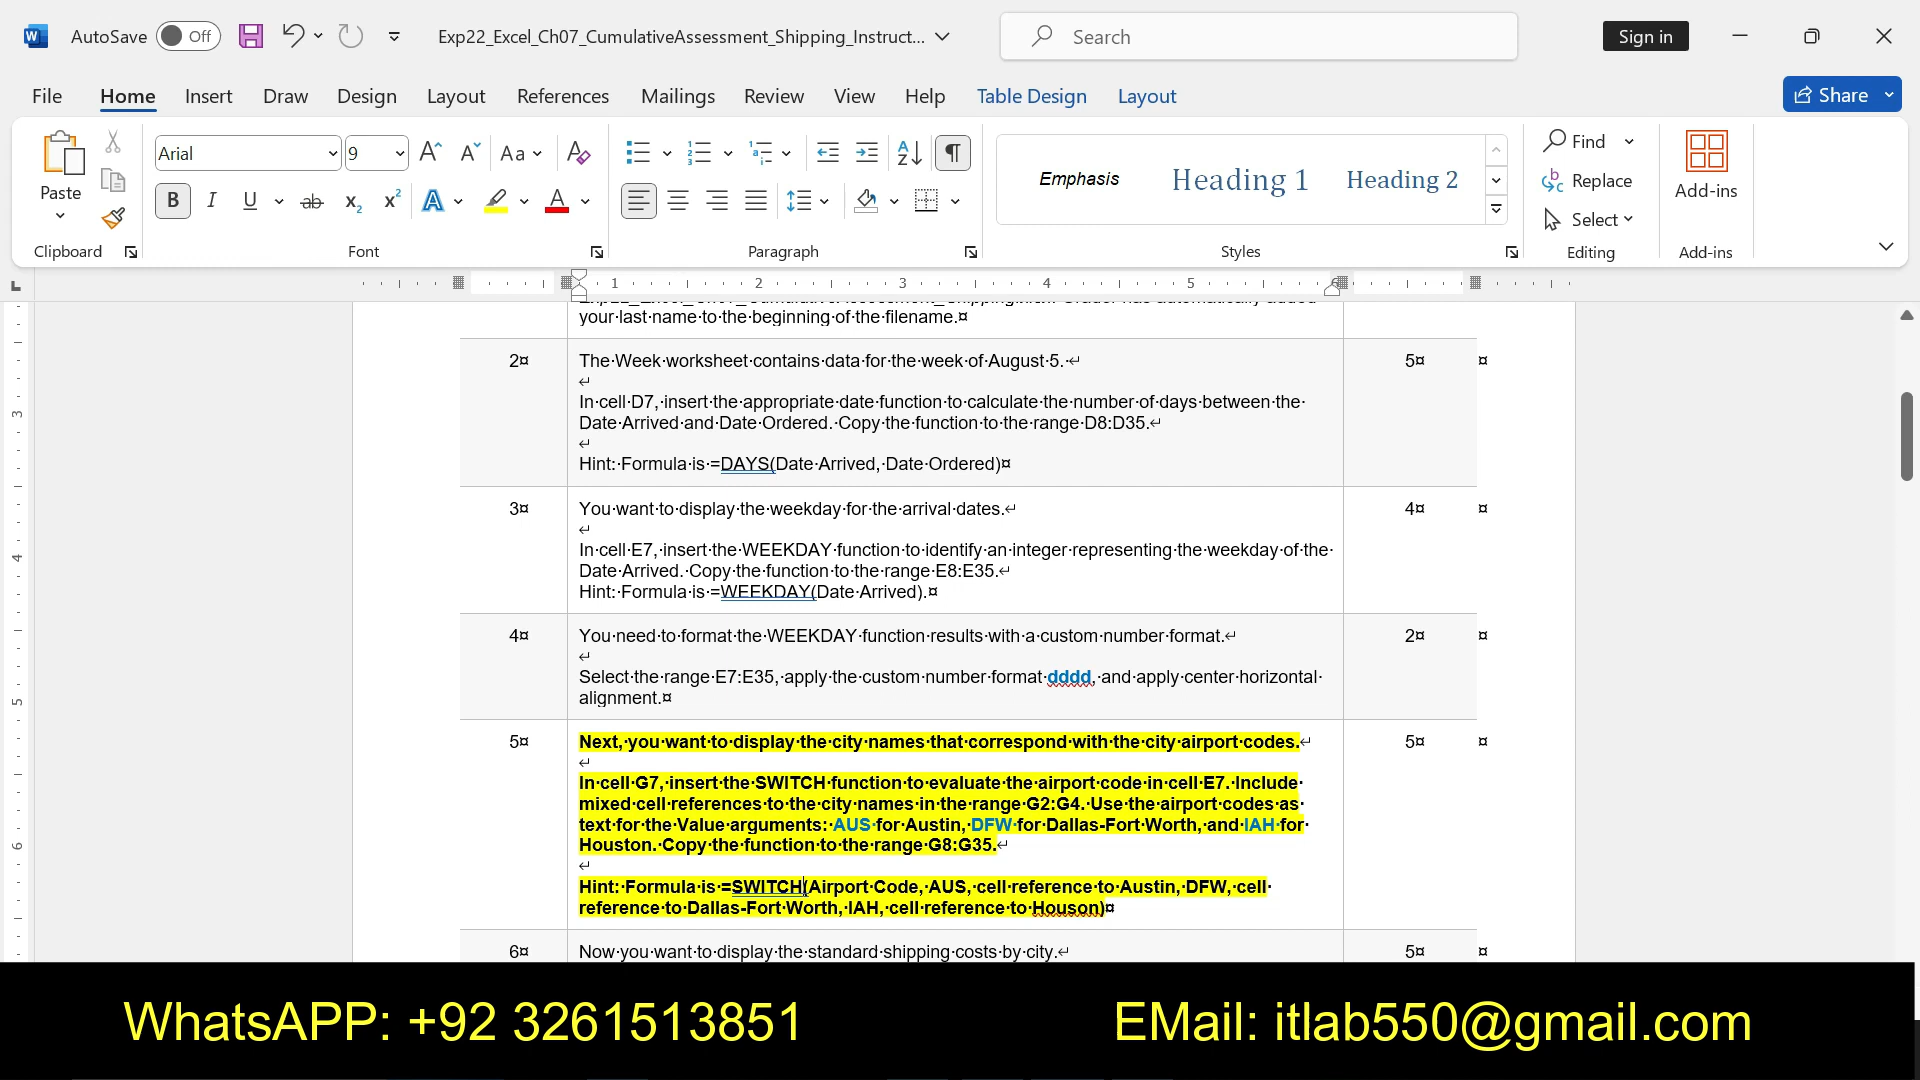 AutoSave Off Exp22_Excel_Ch07_CumulativeAssessment_Shipping_Instruct... Search Sign in
File Home Insert Draw Design Layout References Mailings Review View Help Table Design Layout Share
Paste
Arial 9
Emphasis Heading 1 Heading 2
Find
Replace
Select
Add-ins
Clipboard Font Paragraph Styles Editing Add-ins
1 2 3 4 5 6
your·last·name·to·the·beginning·of·the·filename.¤
2¤ The·Week·worksheet·contains·data·for·the·week·of·August·5.·↵ 5¤ ¤
↵
In·cell·D7,·insert·the·appropriate·date·function·to·calculate·the·number·of·days·between·the·
Date·Arrived·and·Date·Ordered.·Copy·the·function·to·the·range·D8:D35.↵
↵
Hint:·Formula·is·=DAYS(Date·Arrived,·Date·Ordered)¤
3¤ You·want·to·display·the·weekday·for·the·arrival·dates.↵ 4¤ ¤
↵
In·cell·E7,·insert·the·WEEKDAY·function·to·identify·an·integer·representing·the·weekday·of·the·
Date·Arrived.·Copy·the·function·to·the·range·E8:E35.↵
Hint:·Formula·is·=WEEKDAY(Date·Arrived).¤
4¤ You·need·to·format·the·WEEKDAY·function·results·with·a·custom·number·format.↵ 2¤ ¤
↵
Select·the·range·E7:E35,·apply·the·custom·number·format·dddd,·and·apply·center·horizontal·
alignment.¤
5¤ Next,·you·want·to·display·the·city·names·that·correspond·with·the·city·airport·codes.↵ 5¤ ¤
↵
In·cell·G7,·insert·the·SWITCH·function·to·evaluate·the·airport·code·in·cell·E7.·Include·
mixed·cell·references·to·the·city·names·in·the·range·G2:G4.·Use·the·airport·codes·as·
text·for·the·Value·arguments:·AUS·for·Austin,·DFW·for·Dallas-Fort·Worth,·and·IAH·for·
Houston.·Copy·the·function·to·the·range·G8:G35.↵
↵
Hint:·Formula·is·=SWITCH(Airport·Code,·AUS,·cell·reference·to·Austin,·DFW,·cell·
reference·to·Dallas-Fort·Worth,·IAH,·cell·reference·to·Houson)¤
6¤ Now·you·want·to·display·the·standard·shipping·costs·by·city.↵ 5¤ ¤
WhatsAPP: +92 3261513851 EMail: itlab550@gmail.com